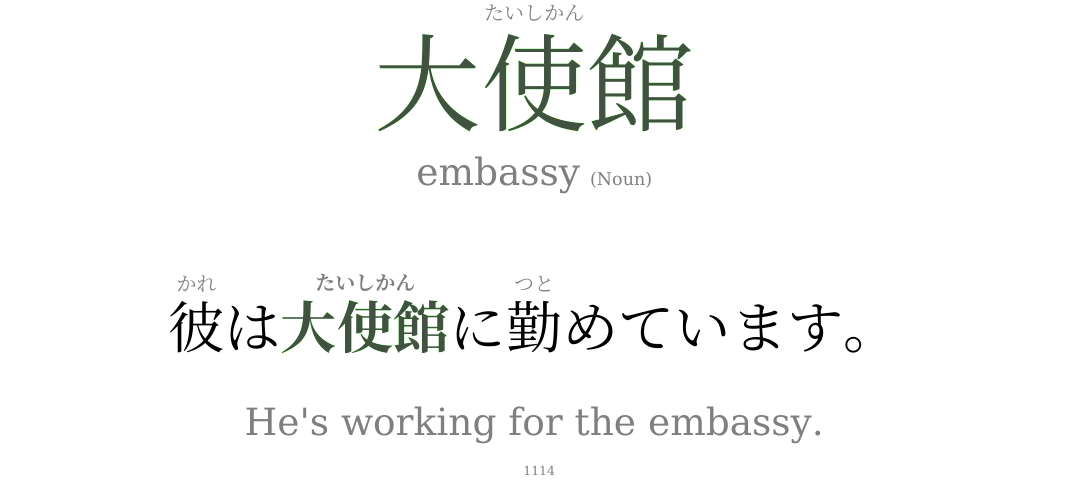 たいしかん
大使館
embassy (Noun)
かれ たいしかん つと
彼は大使館に勤めています。
He's working for the embassy.
1114